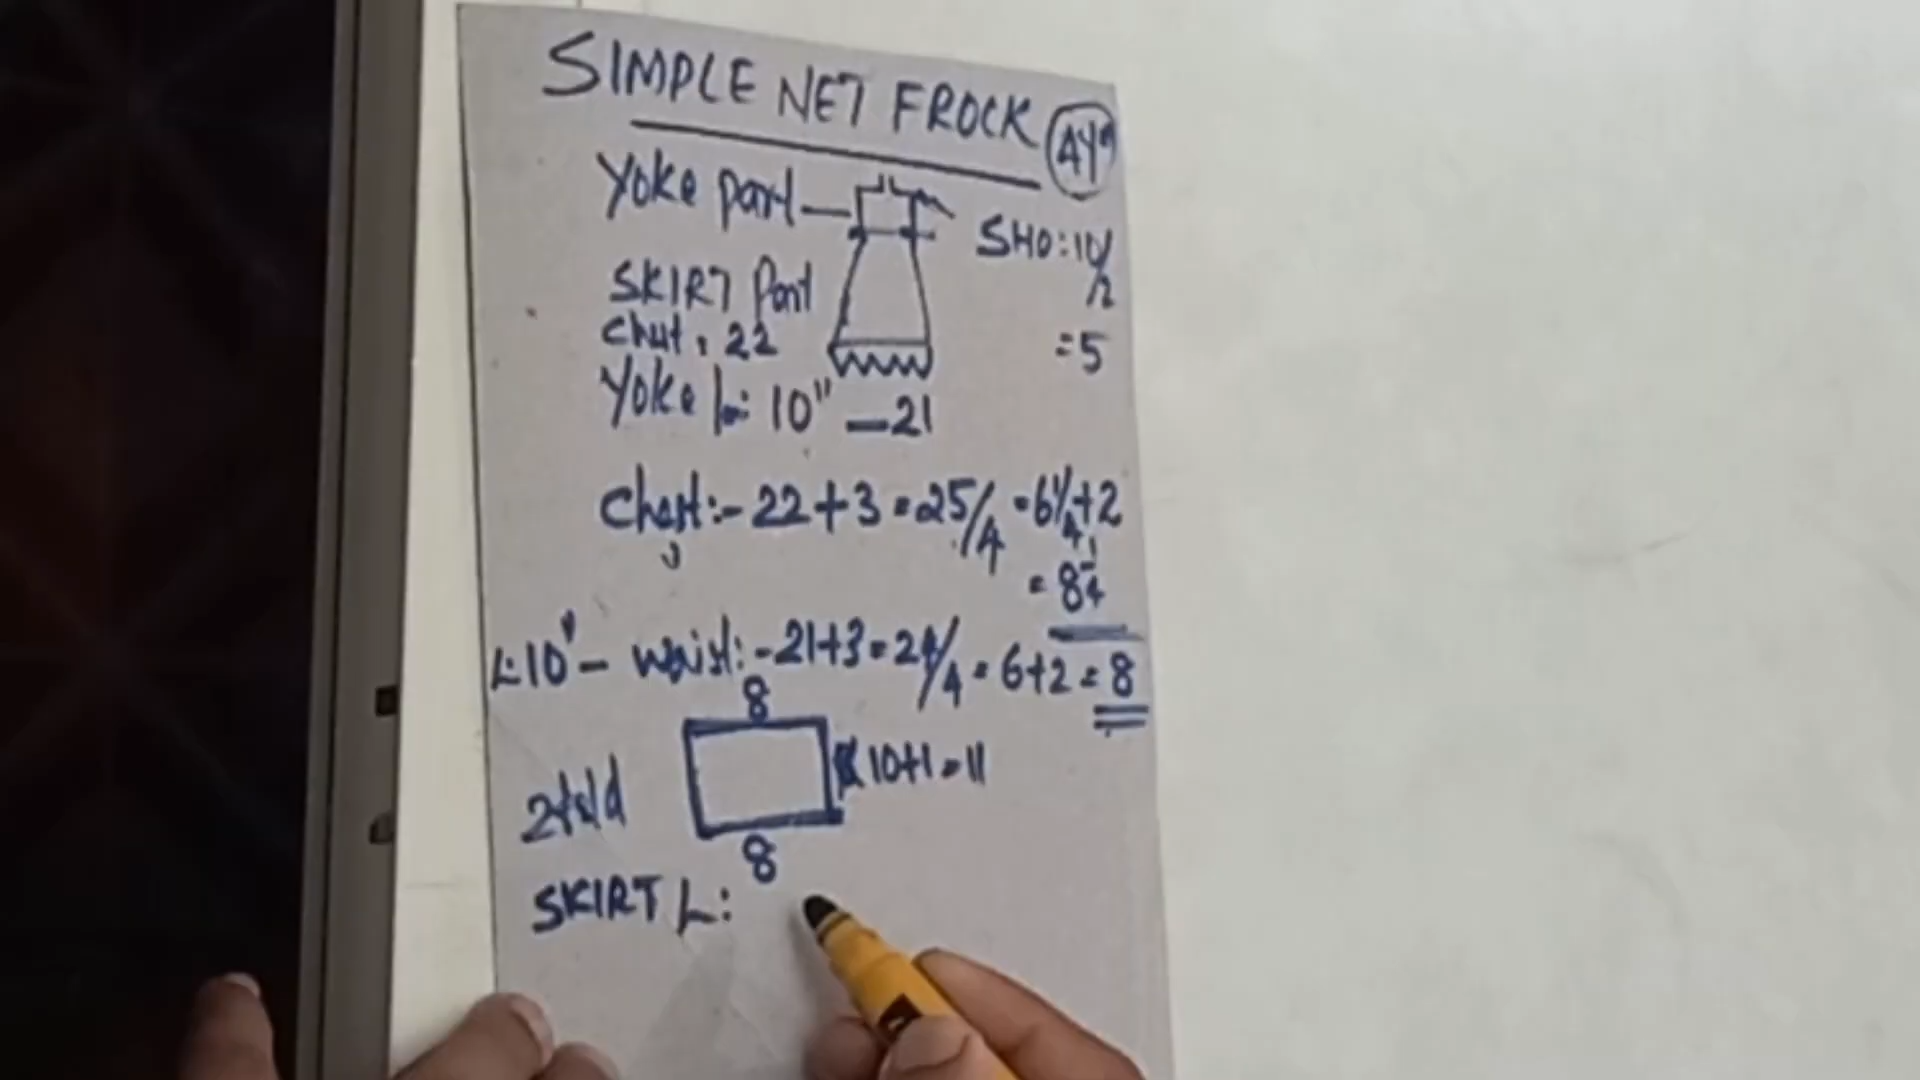 SIMPLE NET FROCK
4Y
Yoke part
SHO:10/2
=5
SKIRT Part
Chut: 22
Yoke L: 10" - 21
Chest:- 22+3=25/4=6 1/4+2
=8 1/4
L:10"- waist:-21+3=24/4=6+2=8
8
10+1=11
2fold
8
SKIRT L: